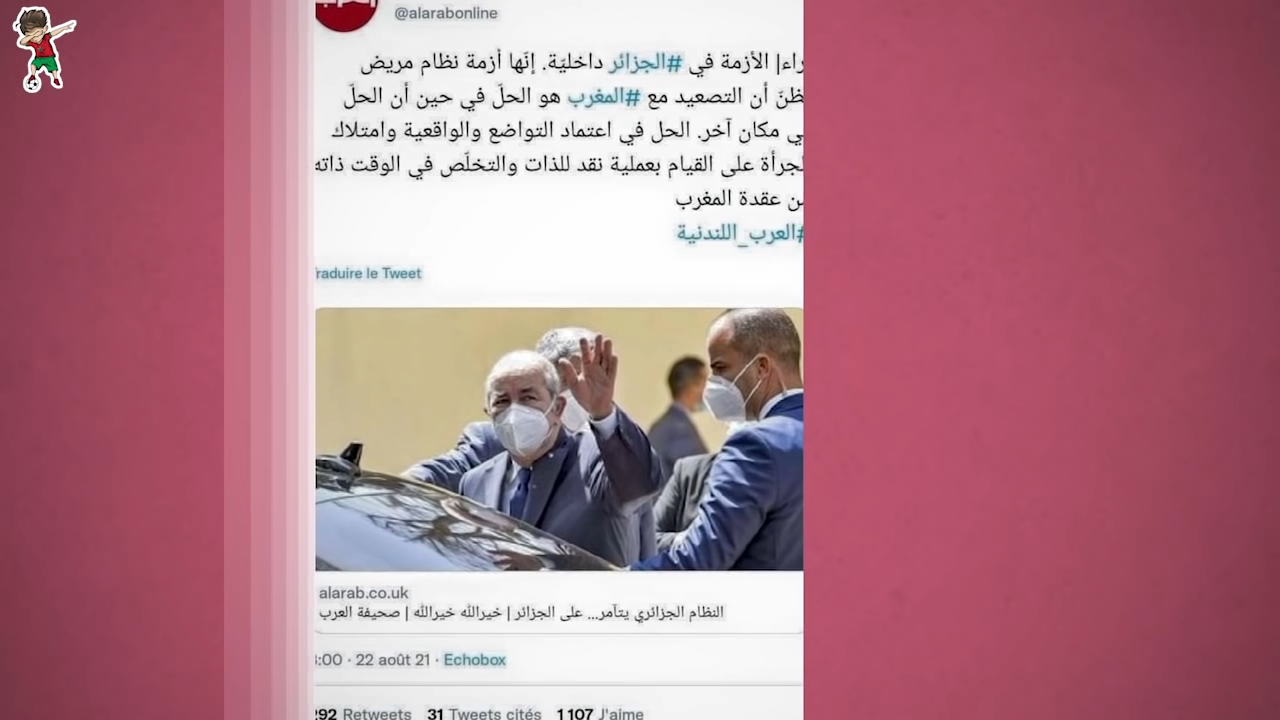 @alarabonline
الأزمة في #الجزائر داخليّة. إنّها أزمة نظام مريض
أن التصعيد مع #المغرب هو الحلّ في حين أن الحلّ
مكان آخر. الحل في اعتماد التواضع والواقعية وامتلاك
على القيام بعملية نقد للذات والتخلّص في الوقت ذاته
عقدة المغرب
#العرب_اللندنية
raduire le Tweet
alarab.co.uk
النظام الجزائري يتآمر... على الجزائر | خيرالله خيرالله | صحيفة العرب
:00 · 22 août 21 · Echobox
292 Retweets 31 Tweets cités 1 107 J'aime